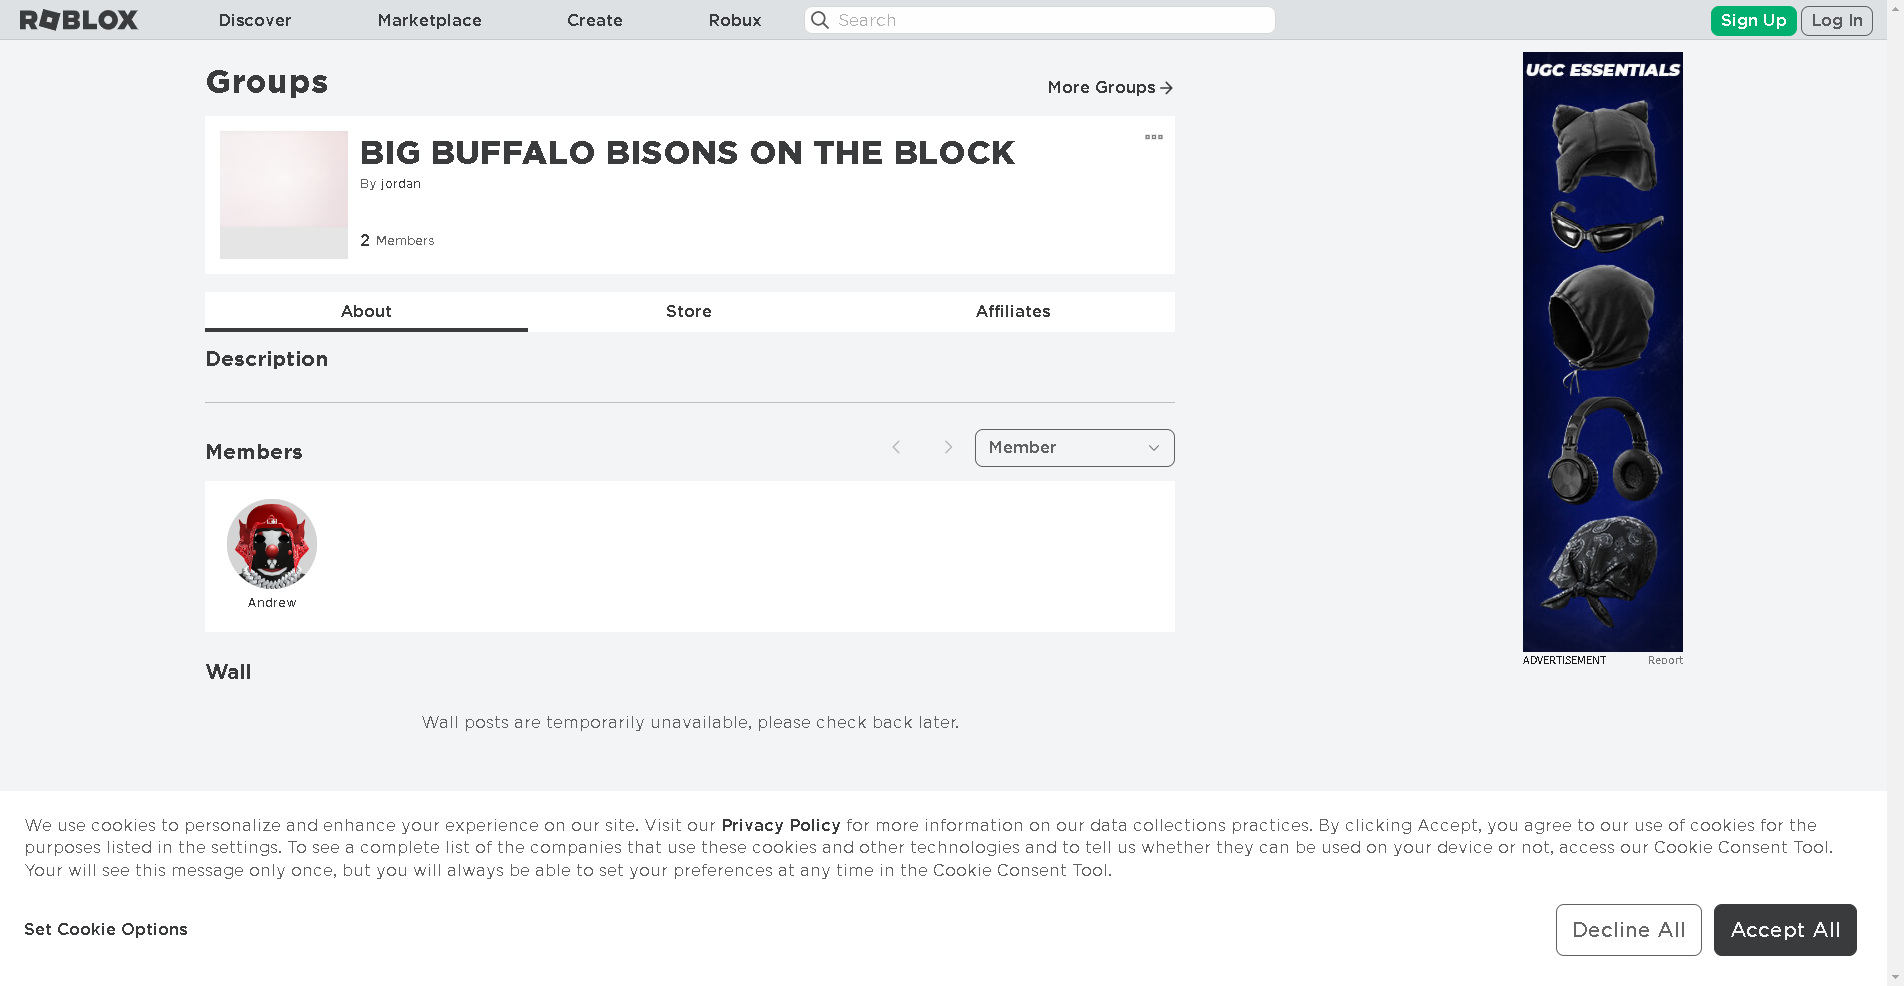 ROBLOX Discover Marketplace Create Robux Search Sign Up Log In
Groups
More Groups
BIG BUFFALO BISONS ON THE BLOCK
By jordan
2 Members
About Store Affiliates
Description
Members
Member
Andrew
Wall
Wall posts are temporarily unavailable, please check back later.
UGC ESSENTIALS
ADVERTISEMENT Report
We use cookies to personalize and enhance your experience on our site. Visit our Privacy Policy for more information on our data collections practices. By clicking Accept, you agree to our use of cookies for the
purposes listed in the settings. To see a complete list of the companies that use these cookies and other technologies and to tell us whether they can be used on your device or not, access our Cookie Consent Tool.
Your will see this message only once, but you will always be able to set your preferences at any time in the Cookie Consent Tool.
Set Cookie Options
Decline All
Accept All